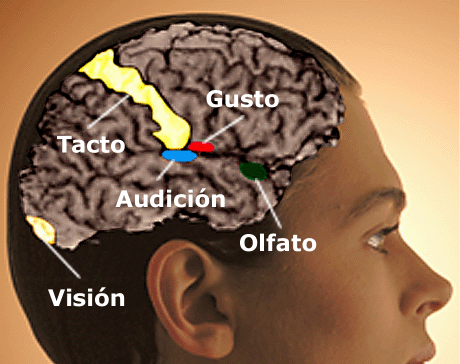 Gusto
Tacto
Audición
Olfato
Visión